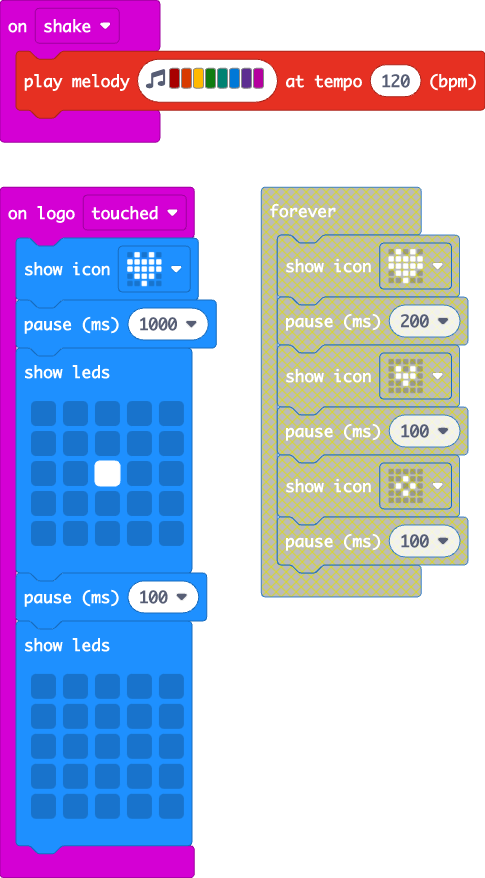 on shake
play melody at tempo 120 (bpm)
on logo touched
show icon
pause (ms) 1000
show leds
pause (ms) 100
show leds
forever
show icon
pause (ms) 200
show icon
pause (ms) 100
show icon
pause (ms) 100